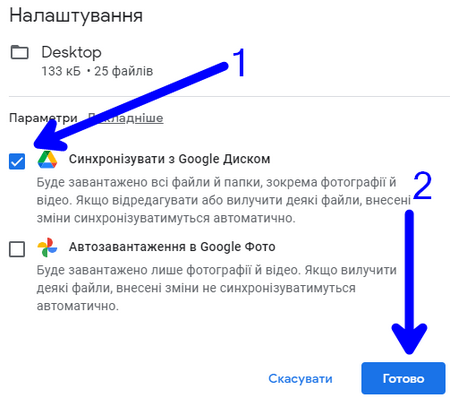 Налаштування
Desktop
133 кБ • 25 файлів
1
Параметри Докладніше
Синхронізувати з Google Диском
Буде завантажено всі файли й папки, зокрема фотографії й
відео. Якщо відредагувати або вилучити деякі файли, внесені
зміни синхронізуватимуться автоматично.
2
Автозавантаження в Google Фото
Буде завантажено лише фотографії й відео. Якщо вилучити
деякі файли, внесені зміни не синхронізуватимуться
автоматично.
Скасувати Готово